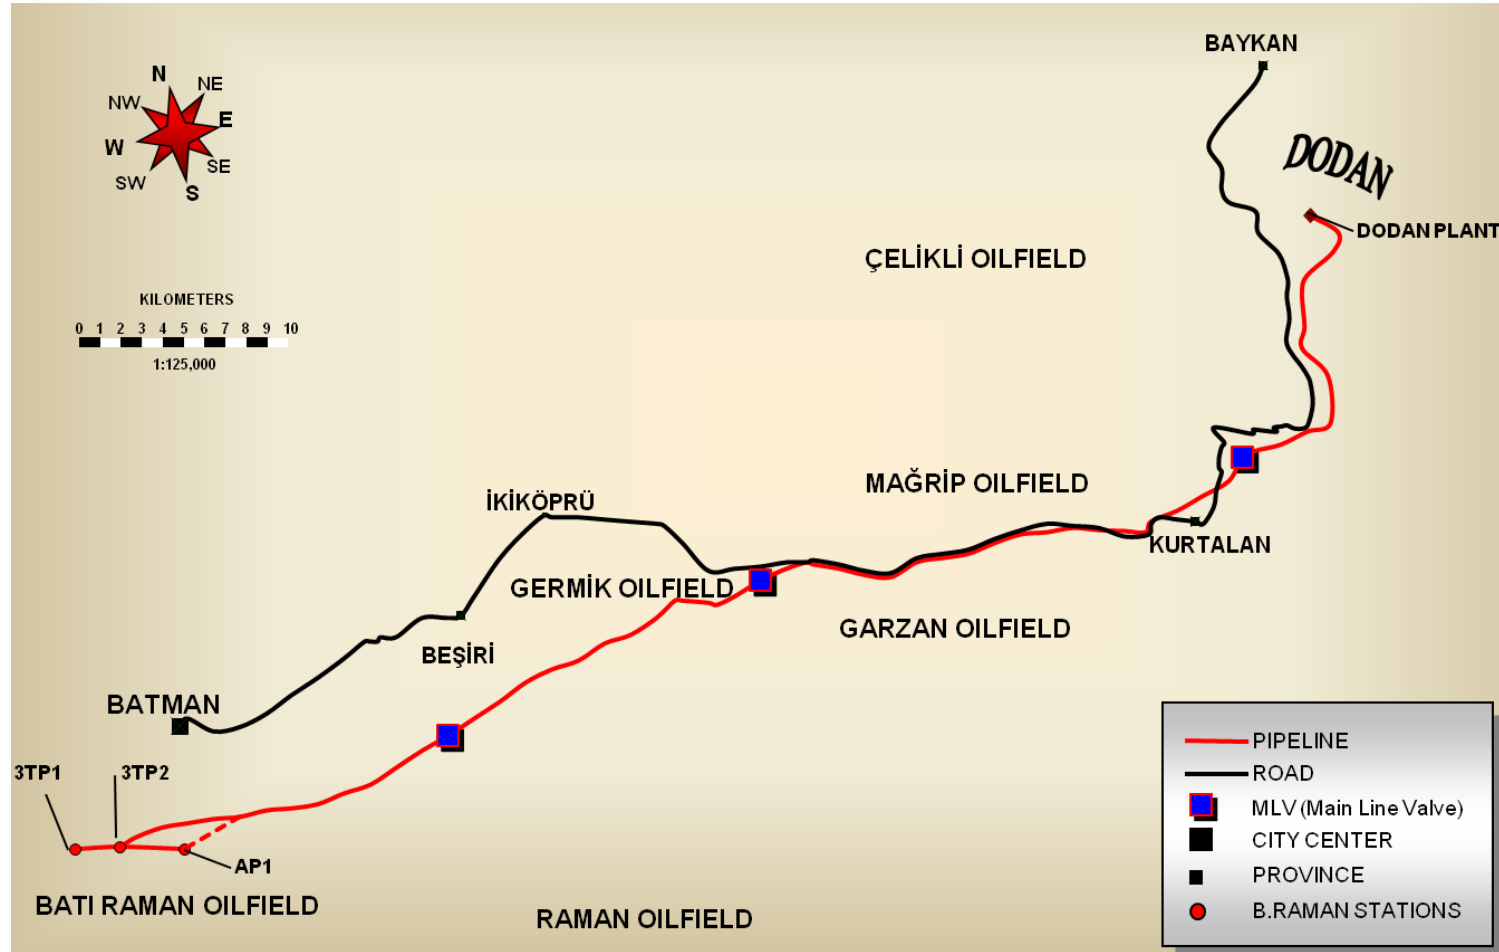 BAYKAN
N
NE
NW
E
W
SE
SW
S
DODAN
DODAN PLANT
ÇELİKLİ OILFIELD
KILOMETERS
0 1 2 3 4 5 6 7 8 9 10
1:125,000
MAĞRİP OILFIELD
İKİKÖPRÜ
KURTALAN
GERMİK OILFIELD
GARZAN OILFIELD
BEŞİRİ
BATMAN
3TP1
3TP2
AP1
BATI RAMAN OILFIELD
RAMAN OILFIELD
PIPELINE
ROAD
MLV (Main Line Valve)
CITY CENTER
PROVINCE
B.RAMAN STATIONS